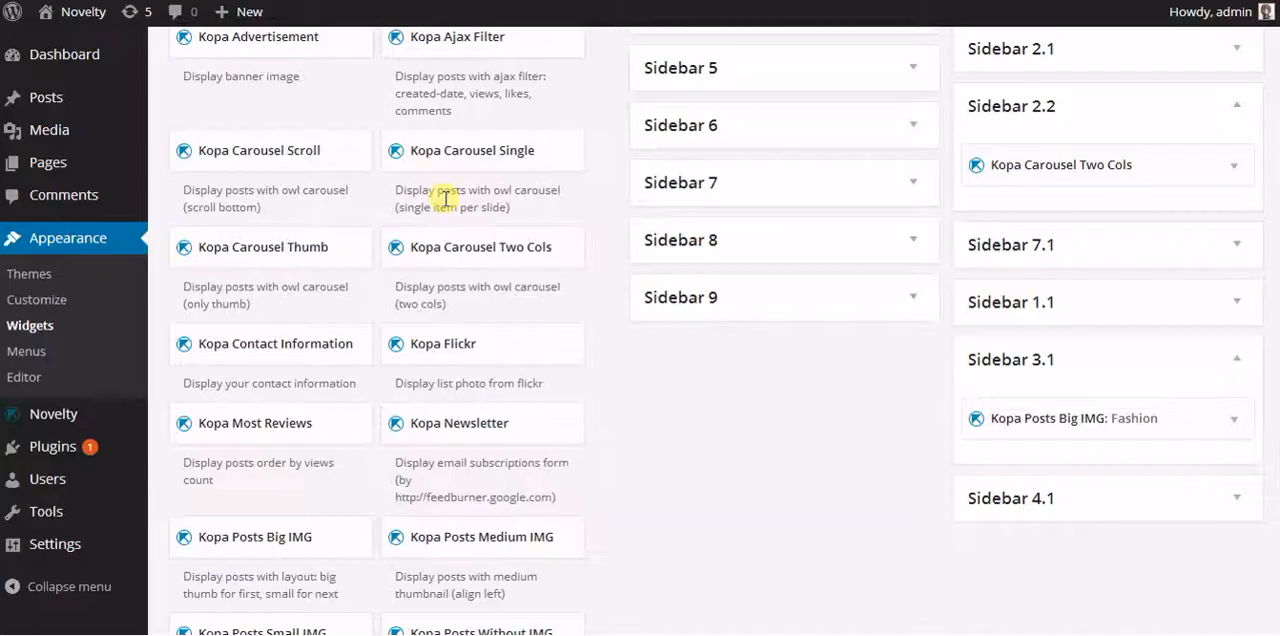 Novelty
5
0
New
Howdy, admin
Dashboard
Posts
Media
Pages
Comments
Appearance
Themes
Customize
Widgets
Menus
Editor
Novelty
Plugins 1
Users
Tools
Settings
Collapse menu
Kopa Advertisement
Display banner image
Kopa Ajax Filter
Display posts with ajax filter:
created-date, views, likes,
comments
Kopa Carousel Scroll
Display posts with owl carousel
(scroll bottom)
Kopa Carousel Single
Display posts with owl carousel
(single item per slide)
Kopa Carousel Thumb
Display posts with owl carousel
(only thumb)
Kopa Carousel Two Cols
Display posts with owl carousel
(two cols)
Kopa Contact Information
Display your contact information
Kopa Flickr
Display list photo from flickr
Kopa Most Reviews
Display posts order by views
count
Kopa Newsletter
Display email subscriptions form
(by
http://feedburner.google.com)
Kopa Posts Big IMG
Display posts with layout: big
thumb for first, small for next
Kopa Posts Medium IMG
Display posts with medium
thumbnail (align left)
Kopa Posts Small IMG
Kopa Posts Without IMG
Sidebar 5
Sidebar 6
Sidebar 7
Sidebar 8
Sidebar 9
Sidebar 2.1
Sidebar 2.2
Kopa Carousel Two Cols
Sidebar 7.1
Sidebar 1.1
Sidebar 3.1
Kopa Posts Big IMG: Fashion
Sidebar 4.1